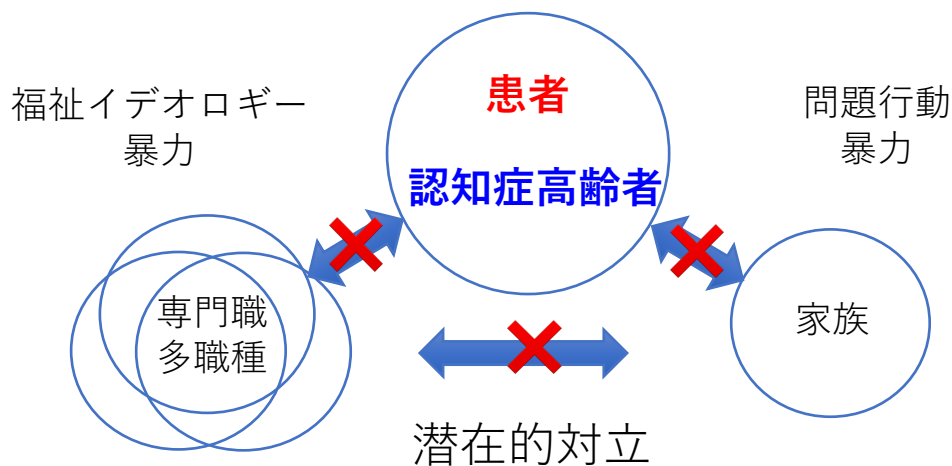 福祉イデオロギー
暴力
患者
認知症高齢者
問題行動
暴力
専門職
多職種
家族
潜在的対立